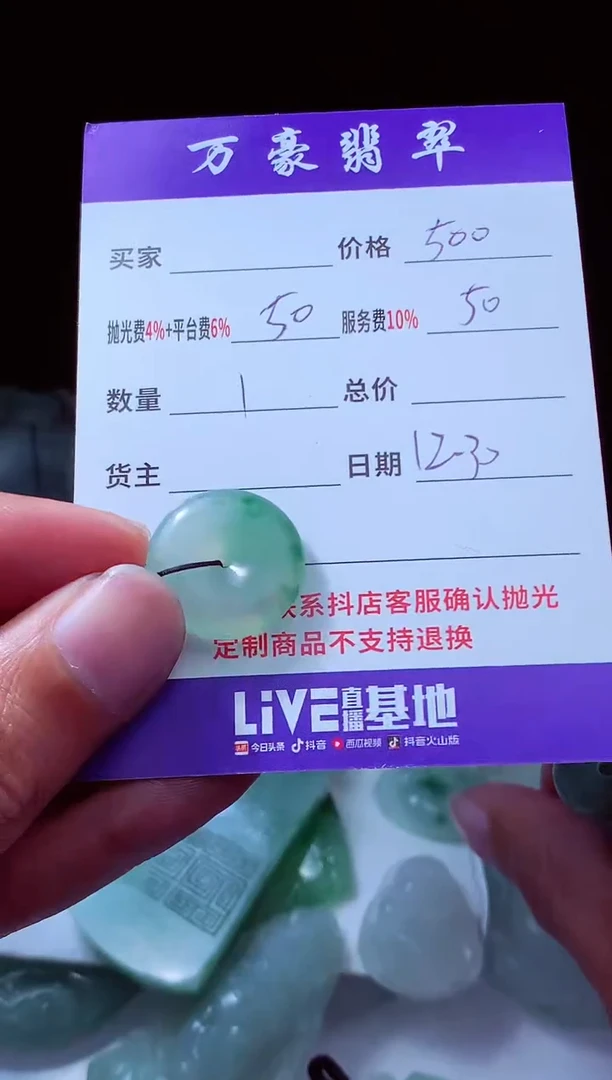 万豪翡翠
买家 价格 500
抛光费4%+平台费6% 50 服务费10% 50
数量 1 总价
货主 日期 12-30
系抖店客服确认抛光
定制商品不支持退换
LiVE直播基地
头条 今日头条 抖音 西瓜视频 抖音火山版